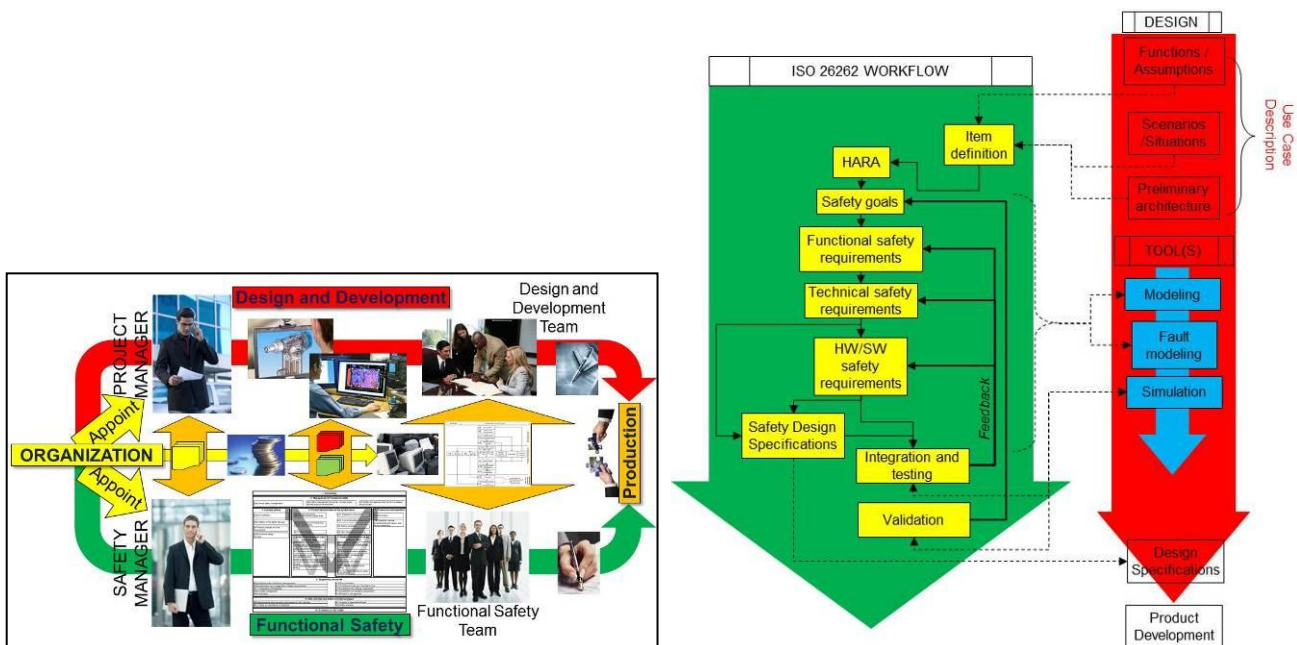 Design and Development
Design and
Development
Team
PROJECT
MANAGER
Appoint
ORGANIZATION
Appoint
SAFETY
MANAGER
Production
Functional Safety
Functional Safety
Team
ISO 26262 WORKFLOW
Item
definition
HARA
Safety goals
Functional safety
requirements
Technical safety
requirements
HW/SW
safety
requirements
Safety Design
Specifications
Integration and
testing
Validation
Feedback
DESIGN
Functions /
Assumptions
Scenarios
/Situations
Preliminary
architecture
Use Case
Description
TOOL(S)
Modeling
Fault
modeling
Simulation
Design
Specifications
Product
Development